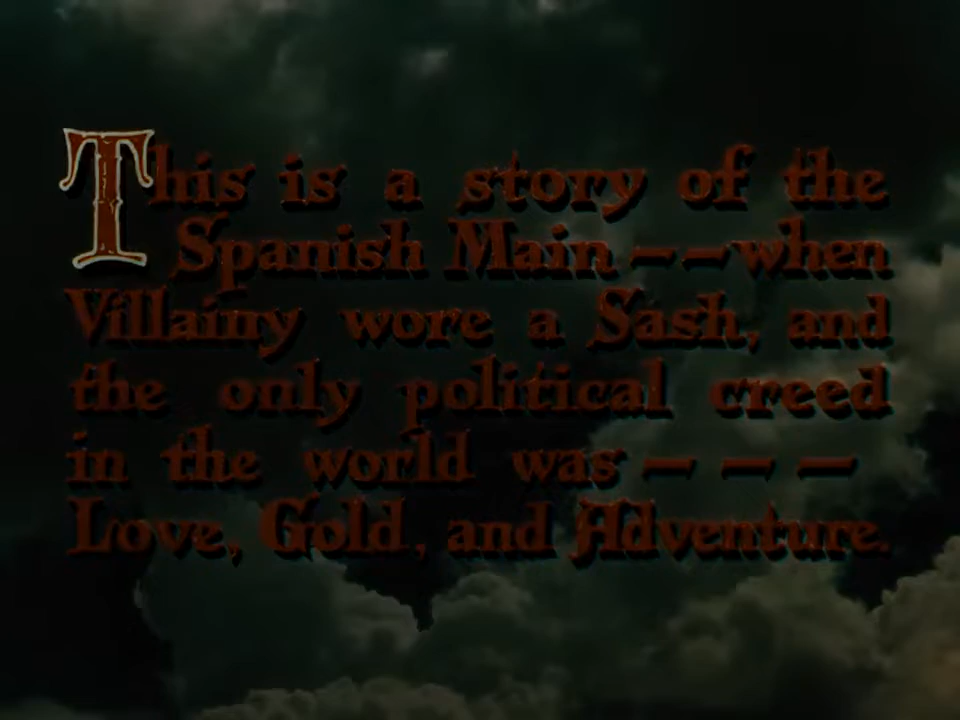 This is a story of the
Spanish Main -- when
Villainy wore a Sash, and
the only political creed
in the world was - - -
Love, Gold, and Adventure.